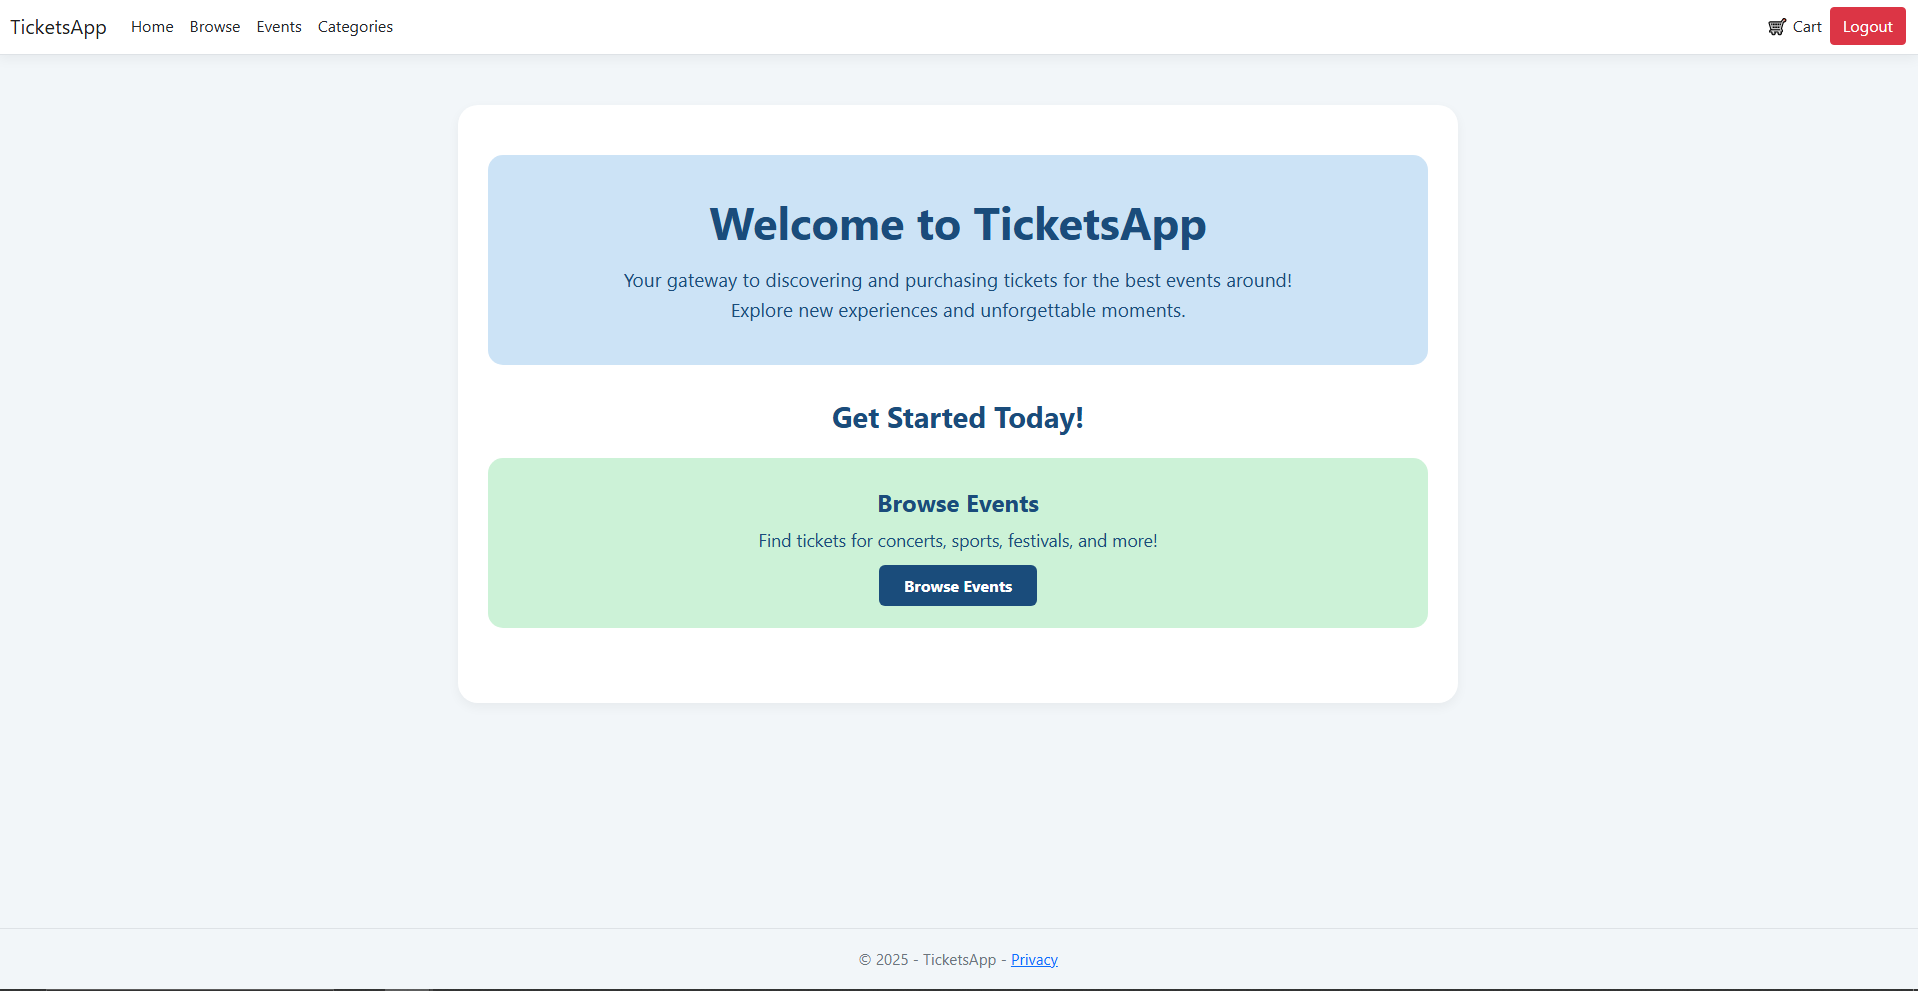 TicketsApp Home Browse Events Categories Cart Logout
Welcome to TicketsApp
Your gateway to discovering and purchasing tickets for the best events around!
Explore new experiences and unforgettable moments.
Get Started Today!
Browse Events
Find tickets for concerts, sports, festivals, and more!
Browse Events
© 2025 - TicketsApp - Privacy